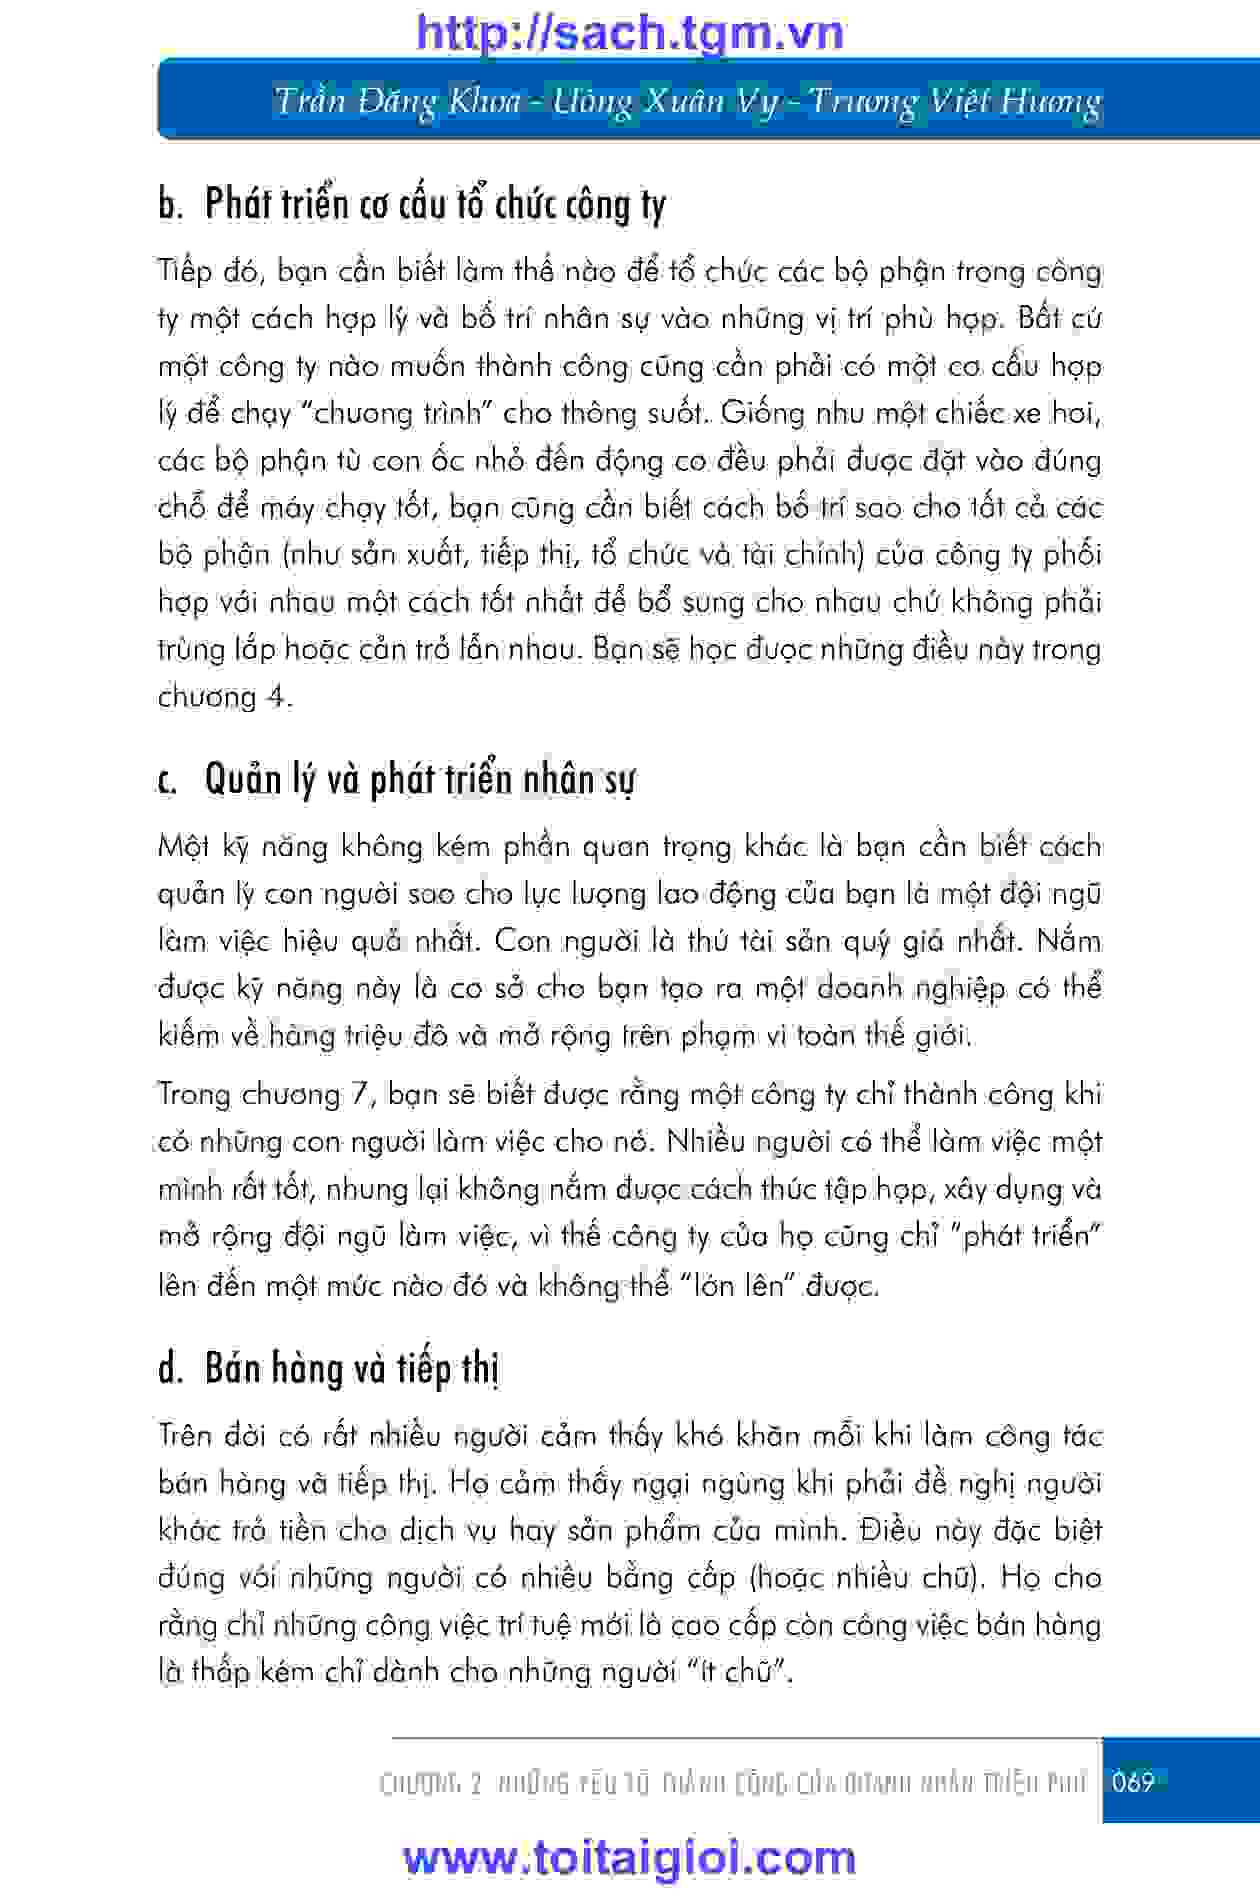 http://sach.tgm.vn
Trần Đăng Khoa - Uông Xuân Vy - Trương Việt Hương
b. Phát triển cơ cấu tổ chức công ty
Tiếp đó, bạn cần biết làm thế nào để tổ chức các bộ phận trong công
ty một cách hợp lý và bố trí nhân sự vào những vị trí phù hợp. Bất cứ
một công ty nào muốn thành công cũng cần phải có một cơ cấu hợp
lý để chạy “chương trình” cho thông suốt. Giống như một chiếc xe hơi,
các bộ phận từ con ốc nhỏ đến động cơ đều phải được đặt vào đúng
chỗ để máy chạy tốt, bạn cũng cần biết cách bố trí sao cho tất cả các
bộ phận (như sản xuất, tiếp thị, tổ chức và tài chính) của công ty phối
hợp với nhau một cách tốt nhất để bổ sung cho nhau chứ không phải
trùng lắp hoặc cản trở lẫn nhau. Bạn sẽ học được những điều này trong
chương 4.
c. Quản lý và phát triển nhân sự
Một kỹ năng không kém phần quan trọng khác là bạn cần biết cách
quản lý con người sao cho lực lượng lao động của bạn là một đội ngũ
làm việc hiệu quả nhất. Con người là thứ tài sản quý giá nhất. Nắm
được kỹ năng này là cơ sở cho bạn tạo ra một doanh nghiệp có thể
kiếm về hàng triệu đô và mở rộng trên phạm vi toàn thế giới.
Trong chương 7, bạn sẽ biết được rằng một công ty chỉ thành công khi
có những con người làm việc cho nó. Nhiều người có thể làm việc một
mình rất tốt, nhưng lại không nắm được cách thức tập hợp, xây dựng và
mở rộng đội ngũ làm việc, vì thế công ty của họ cũng chỉ “phát triển”
lên đến một mức nào đó và không thể “lớn lên” được.
d. Bán hàng và tiếp thị
Trên đời có rất nhiều người cảm thấy khó khăn mỗi khi làm công tác
bán hàng và tiếp thị. Họ cảm thấy ngại ngùng khi phải đề nghị người
khác trả tiền cho dịch vụ hay sản phẩm của mình. Điều này đặc biệt
đúng với những người có nhiều bằng cấp (hoặc nhiều chữ). Họ cho
rằng chỉ những công việc trí tuệ mới là cao cấp còn công việc bán hàng
là thấp kém chỉ dành cho những người “ít chữ”.
CHƯƠNG 2 NHỮNG YẾU TỐ THÀNH CÔNG CỦA DOANH NHÂN TRIỆU PHÚ 069
www.toitaigioi.com